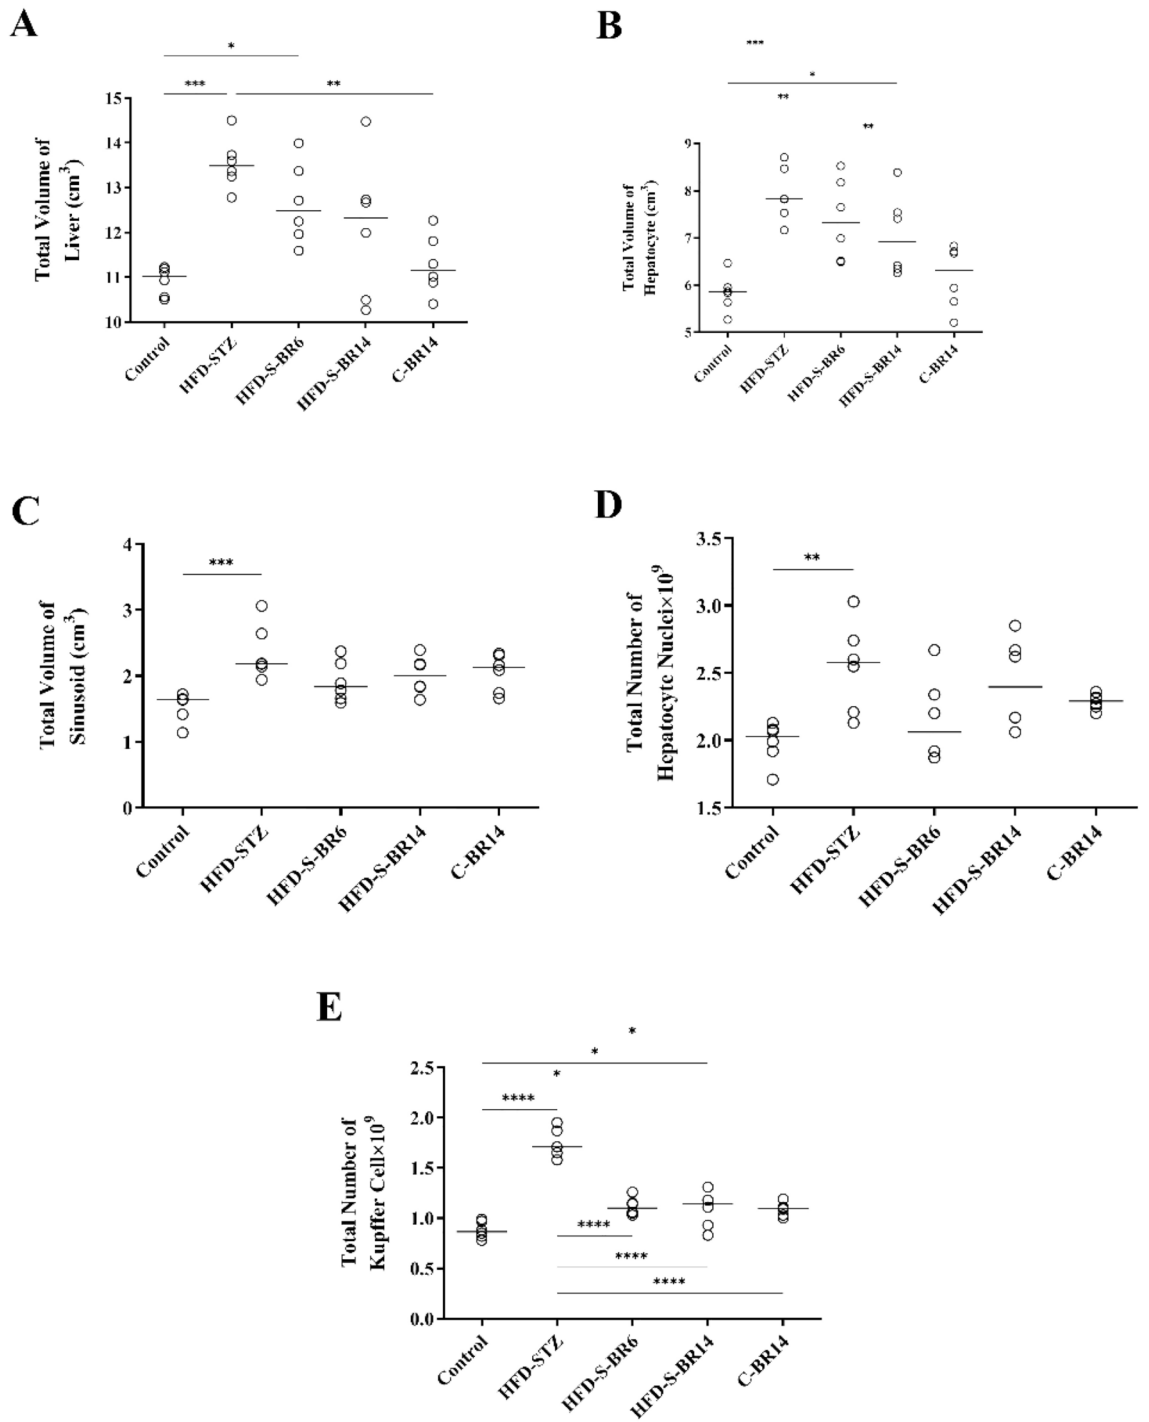 A
*
***
**
15
14
13
12
11
10
Total Volume of
Liver (cm³)
Control
HFD-STZ
HFD-S-BR6
HFD-S-BR14
C-BR14
B
***
*
**
**
9
8
7
6
5
Total Volume of
Hepatocyte (cm³)
Control
HFD-STZ
HFD-S-BR6
HFD-S-BR14
C-BR14
C
***
4
3
2
1
0
Total Volume of
Sinusoid (cm³)
Control
HFD-STZ
HFD-S-BR6
HFD-S-BR14
C-BR14
D
**
3.5
3.0
2.5
2.0
1.5
Total Number of
Hepatocyte Nuclei×10⁹
Control
HFD-STZ
HFD-S-BR6
HFD-S-BR14
C-BR14
E
*
*
*
****
2.5
2.0
1.5
1.0
0.5
0.0
Total Number of
Kupffer Cell×10⁹
****
****
****
Control
HFD-STZ
HFD-S-BR6
HFD-S-BR14
C-BR14